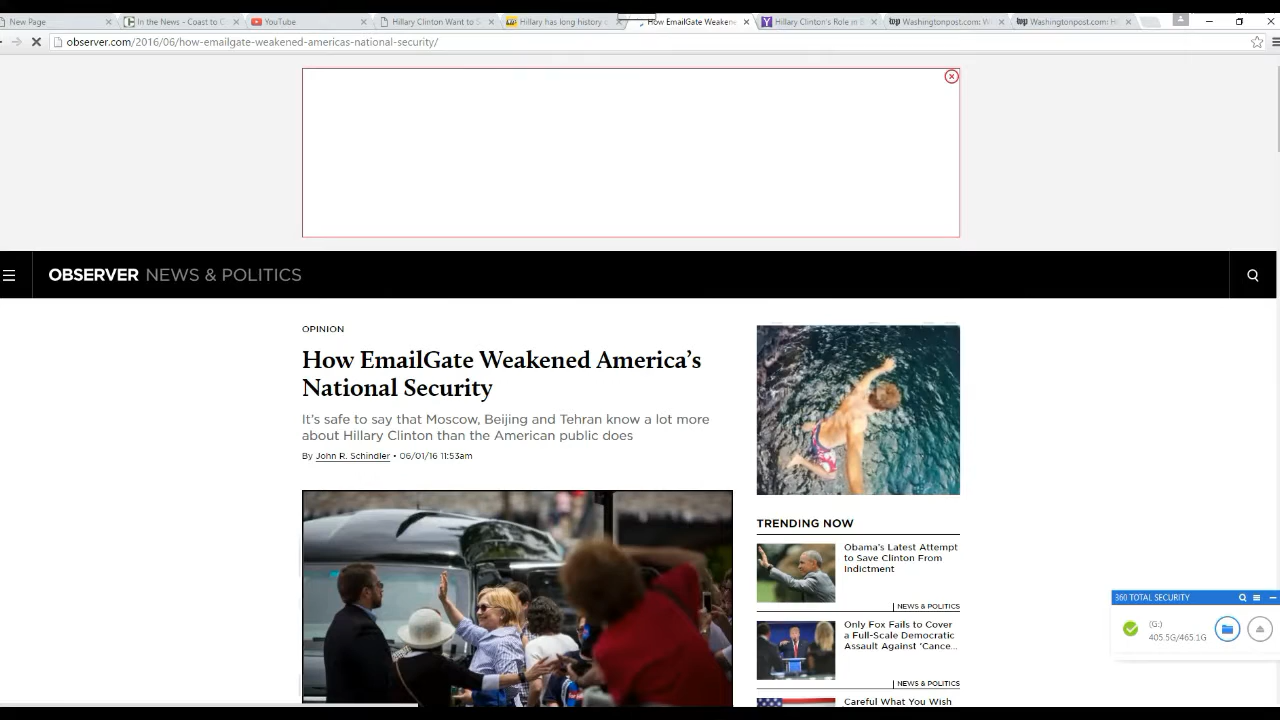 New Page
In the News - Coast to C
YouTube
Hillary Clinton Want to S
Hillary has long history
How EmailGate Weakene
Hillary Clinton's Role in
Washingtonpost.com: W
Washingtonpost.com: H
observer.com/2016/06/how-emailgate-weakened-americas-national-security/
OBSERVER NEWS & POLITICS
OPINION
How EmailGate Weakened America's
National Security
It's safe to say that Moscow, Beijing and Tehran know a lot more
about Hillary Clinton than the American public does
By John R. Schindler • 06/01/16 11:53am
TRENDING NOW
Obama's Latest Attempt
to Save Clinton From
Indictment
NEWS & POLITICS
Only Fox Fails to Cover
a Full-Scale Democratic
Assault Against 'Cance...
NEWS & POLITICS
Careful What You Wish
360 TOTAL SECURITY
(G:)
405.5G/465.1G